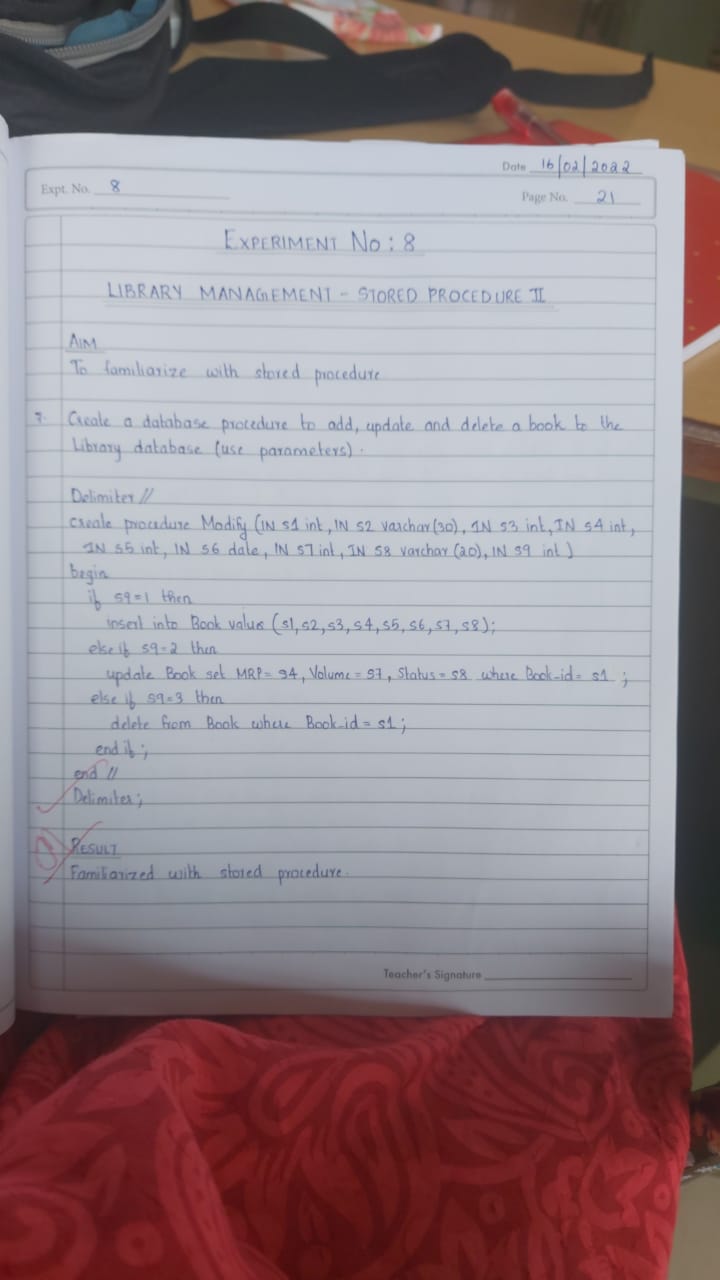 Date 16/02/2022
Expt. No. 8
Page No. 21
EXPERIMENT No : 8
LIBRARY MANAGEMENT - STORED PROCEDURE II
AIM
To familiarize with stored procedure
7. Create a database procedure to add, update and delete a book to the
Library database (use parameters).
Delimiter //
create procedure Modify (IN s1 int, IN s2 varchar(30), IN s3 int, IN s4 int,
IN s5 int, IN s6 date, IN s7 int, IN s8 varchar (20), IN s9 int)
begin
if s9=1 then
insert into Book value (s1,s2,s3,s4,s5,s6,s7,s8);
else if s9=2 then
update Book set MRP= s4, Volume = s7, Status = s8 where Book-id= s1 ;
else if s9=3 then
delete from Book where Book-id = s1;
end if ;
end //
Delimiter ;
RESULT
Familiarized with stored procedure.
Teacher's Signature